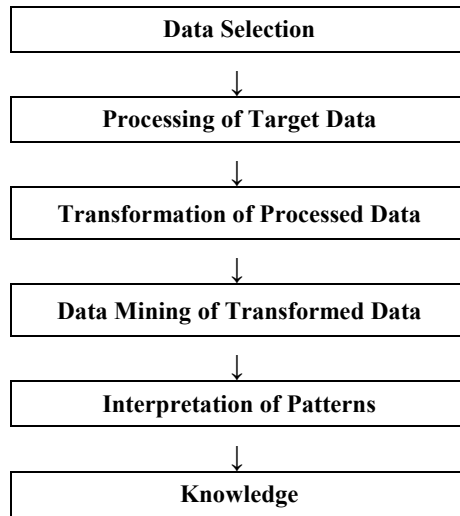 Data Selection
↓
Processing of Target Data
↓
Transformation of Processed Data
↓
Data Mining of Transformed Data
↓
Interpretation of Patterns
↓
Knowledge